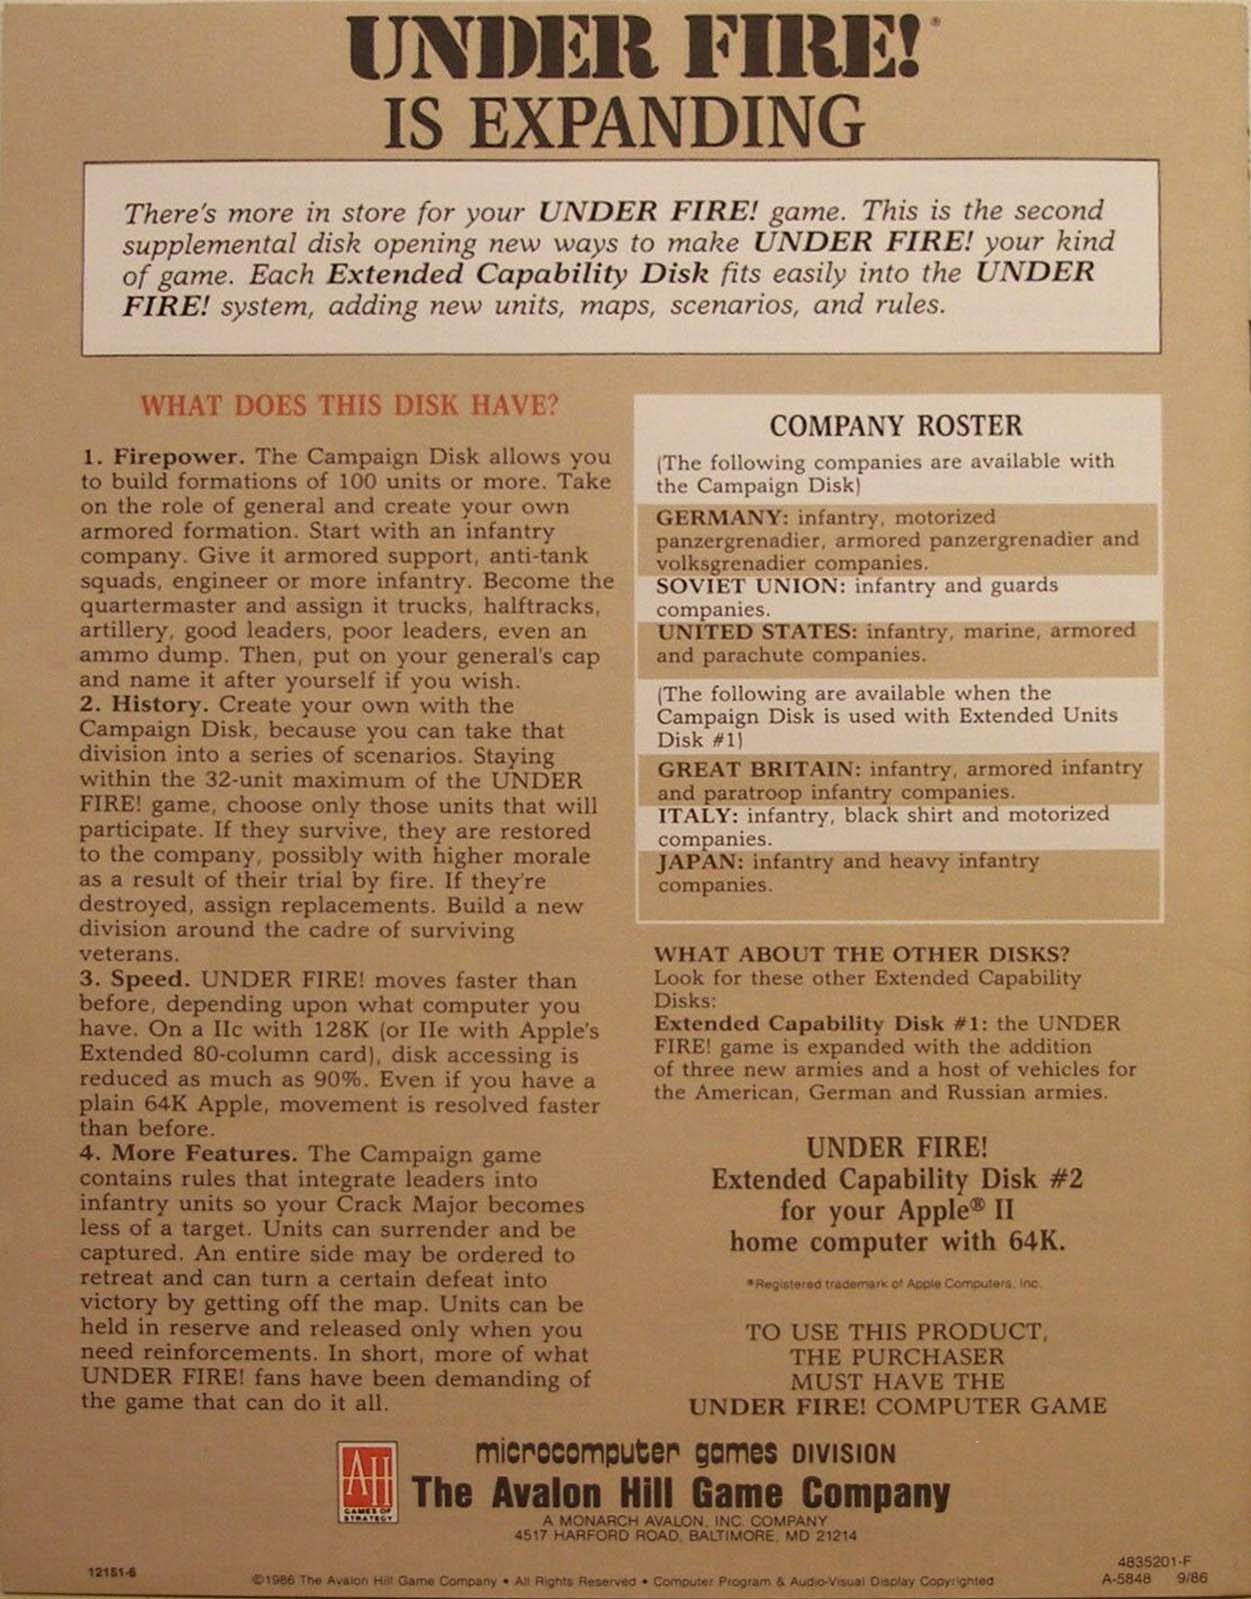 UNDER FIRE!®
IS EXPANDING
There's more in store for your UNDER FIRE! game. This is the second
supplemental disk opening new ways to make UNDER FIRE! your kind
of game. Each Extended Capability Disk fits easily into the UNDER
FIRE! system, adding new units, maps, scenarios, and rules.
WHAT DOES THIS DISK HAVE?
1. Firepower. The Campaign Disk allows you
to build formations of 100 units or more. Take
on the role of general and create your own
armored formation. Start with an infantry
company. Give it armored support, anti-tank
squads, engineer or more infantry. Become the
quartermaster and assign it trucks, halftracks,
artillery, good leaders, poor leaders, even an
ammo dump. Then, put on your general's cap
and name it after yourself if you wish.
2. History. Create your own with the
Campaign Disk, because you can take that
division into a series of scenarios. Staying
within the 32-unit maximum of the UNDER
FIRE! game, choose only those units that will
participate. If they survive, they are restored
to the company, possibly with higher morale
as a result of their trial by fire. If they're
destroyed, assign replacements. Build a new
division around the cadre of surviving
veterans.
3. Speed. UNDER FIRE! moves faster than
before, depending upon what computer you
have. On a IIc with 128K (or IIe with Apple's
Extended 80-column card), disk accessing is
reduced as much as 90%. Even if you have a
plain 64K Apple, movement is resolved faster
than before.
4. More Features. The Campaign game
contains rules that integrate leaders into
infantry units so your Crack Major becomes
less of a target. Units can surrender and be
captured. An entire side may be ordered to
retreat and can turn a certain defeat into
victory by getting off the map. Units can be
held in reserve and released only when you
need reinforcements. In short, more of what
UNDER FIRE! fans have been demanding of
the game that can do it all.
COMPANY ROSTER
(The following companies are available with
the Campaign Disk)
GERMANY: infantry, motorized
panzergrenadier, armored panzergrenadier and
volksgrenadier companies.
SOVIET UNION: infantry and guards
companies.
UNITED STATES: infantry, marine, armored
and parachute companies.
(The following are available when the
Campaign Disk is used with Extended Units
Disk #1)
GREAT BRITAIN: infantry, armored infantry
and paratroop infantry companies.
ITALY: infantry, black shirt and motorized
companies.
JAPAN: infantry and heavy infantry
companies.
WHAT ABOUT THE OTHER DISKS?
Look for these other Extended Capability
Disks:
Extended Capability Disk #1: the UNDER
FIRE! game is expanded with the addition
of three new armies and a host of vehicles for
the American, German and Russian armies.
UNDER FIRE!
Extended Capability Disk #2
for your Apple® II
home computer with 64K.
®Registered trademark of Apple Computers, Inc.
TO USE THIS PRODUCT,
THE PURCHASER
MUST HAVE THE
UNDER FIRE! COMPUTER GAME
AH
GAMES OF
STRATEGY
microcomputer games DIVISION
The Avalon Hill Game Company
A MONARCH AVALON, INC. COMPANY
4517 HARFORD ROAD, BALTIMORE, MD 21214
12151-6
©1986 The Avalon Hill Game Company • All Rights Reserved • Computer Program & Audio-Visual Display Copyrighted
4835201-F
A-5848 9/86